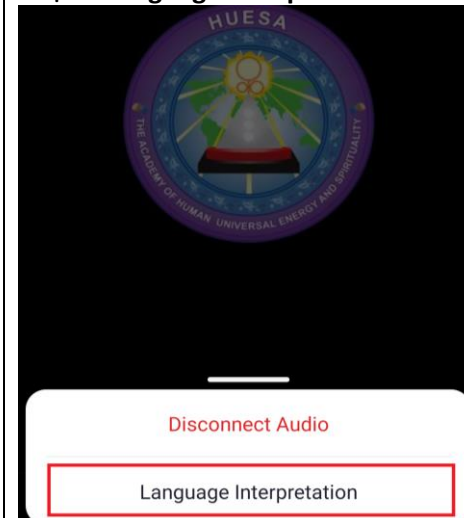 HUESA
THE ACADEMY OF HUMAN UNIVERSAL ENERGY AND SPIRITUALITY
Disconnect Audio
Language Interpretation